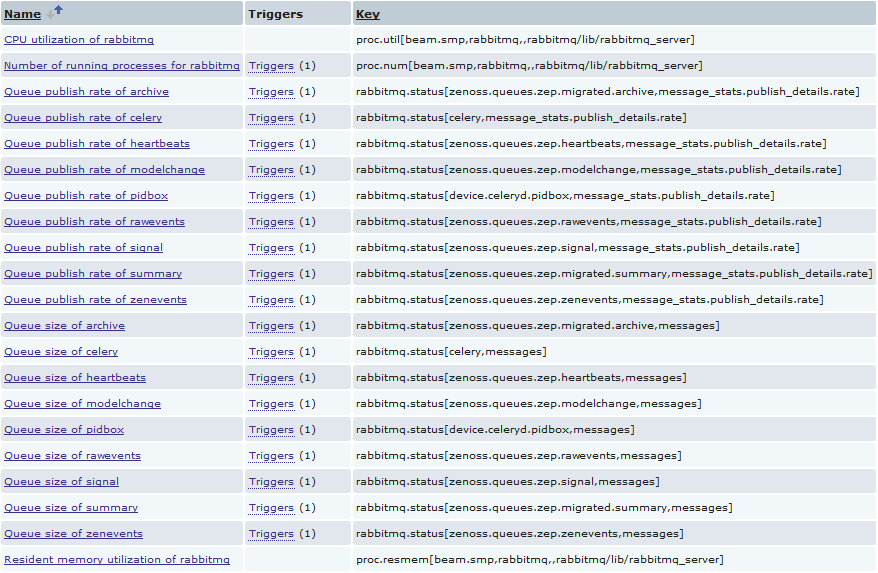 Name Triggers Key
CPU utilization of rabbitmq proc.util[beam.smp,rabbitmq,,rabbitmq/lib/rabbitmq_server]
Number of running processes for rabbitmq Triggers (1) proc.num[beam.smp,rabbitmq,,rabbitmq/lib/rabbitmq_server]
Queue publish rate of archive Triggers (1) rabbitmq.status[zenoss.queues.zep.migrated.archive,message_stats.publish_details.rate]
Queue publish rate of celery Triggers (1) rabbitmq.status[celery,message_stats.publish_details.rate]
Queue publish rate of heartbeats Triggers (1) rabbitmq.status[zenoss.queues.zep.heartbeats,message_stats.publish_details.rate]
Queue publish rate of modelchange Triggers (1) rabbitmq.status[zenoss.queues.zep.modelchange,message_stats.publish_details.rate]
Queue publish rate of pidbox Triggers (1) rabbitmq.status[device.celeryd.pidbox,message_stats.publish_details.rate]
Queue publish rate of rawevents Triggers (1) rabbitmq.status[zenoss.queues.zep.rawevents,message_stats.publish_details.rate]
Queue publish rate of signal Triggers (1) rabbitmq.status[zenoss.queues.zep.signal,message_stats.publish_details.rate]
Queue publish rate of summary Triggers (1) rabbitmq.status[zenoss.queues.zep.migrated.summary,message_stats.publish_details.rate]
Queue publish rate of zenevents Triggers (1) rabbitmq.status[zenoss.queues.zep.zenevents,message_stats.publish_details.rate]
Queue size of archive Triggers (1) rabbitmq.status[zenoss.queues.zep.migrated.archive,messages]
Queue size of celery Triggers (1) rabbitmq.status[celery,messages]
Queue size of heartbeats Triggers (1) rabbitmq.status[zenoss.queues.zep.heartbeats,messages]
Queue size of modelchange Triggers (1) rabbitmq.status[zenoss.queues.zep.modelchange,messages]
Queue size of pidbox Triggers (1) rabbitmq.status[device.celeryd.pidbox,messages]
Queue size of rawevents Triggers (1) rabbitmq.status[zenoss.queues.zep.rawevents,messages]
Queue size of signal Triggers (1) rabbitmq.status[zenoss.queues.zep.signal,messages]
Queue size of summary Triggers (1) rabbitmq.status[zenoss.queues.zep.migrated.summary,messages]
Queue size of zenevents Triggers (1) rabbitmq.status[zenoss.queues.zep.zenevents,messages]
Resident memory utilization of rabbitmq proc.resmem[beam.smp,rabbitmq,,rabbitmq/lib/rabbitmq_server]